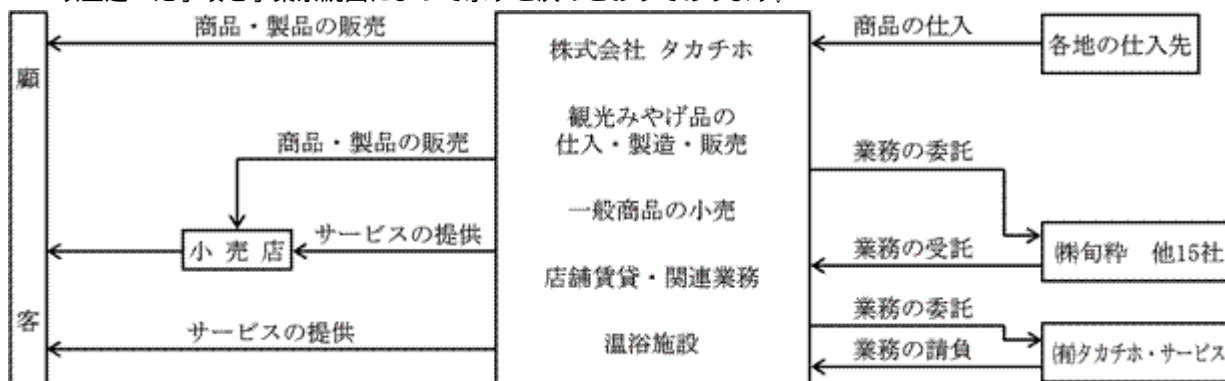 商品・製品の販売
株式会社 タカチホ
商品の仕入
各地の仕入先
顧
観光みやげ品の
仕入・製造・販売
商品・製品の販売
業務の委託
一般商品の小売
サービスの提供
小 売 店
業務の受託
㈱旬粋 他15社
店舗賃貸・関連業務
業務の委託
客
サービスの提供
温浴施設
業務の請負
㈲タカチホ・サービス